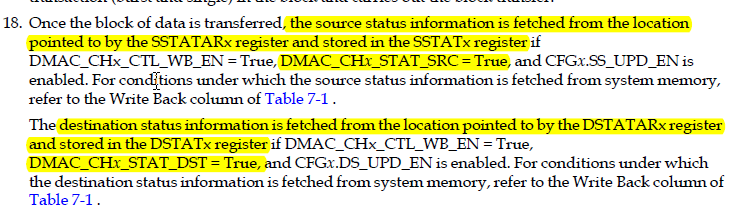 18. Once the block of data is transferred, the source status information is fetched from the location
pointed to by the SSTATARx register and stored in the SSTATx register if
DMAC_CHx_CTL_WB_EN = True, DMAC_CHx_STAT_SRC = True, and CFGx.SS_UPD_EN is
enabled. For conditions under which the source status information is fetched from system memory,
refer to the Write Back column of Table 7-1 .
The destination status information is fetched from the location pointed to by the DSTATARx register
and stored in the DSTATx register if DMAC_CHx_CTL_WB_EN = True,
DMAC_CHx_STAT_DST = True, and CFGx.DS_UPD_EN is enabled. For conditions under which
the destination status information is fetched from system memory, refer to the Write Back column of
Table 7-1 .